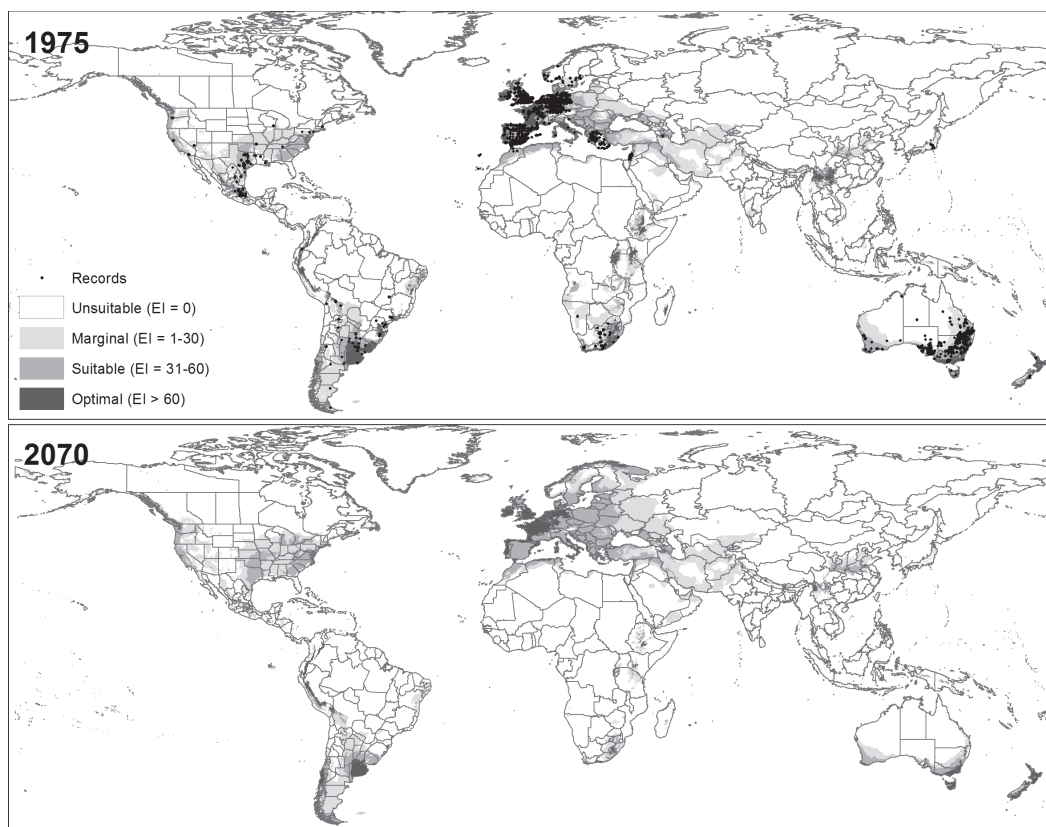 1975
Records
Unsuitable (EI = 0)
Marginal (EI = 1-30)
Suitable (EI = 31-60)
Optimal (EI > 60)
2070